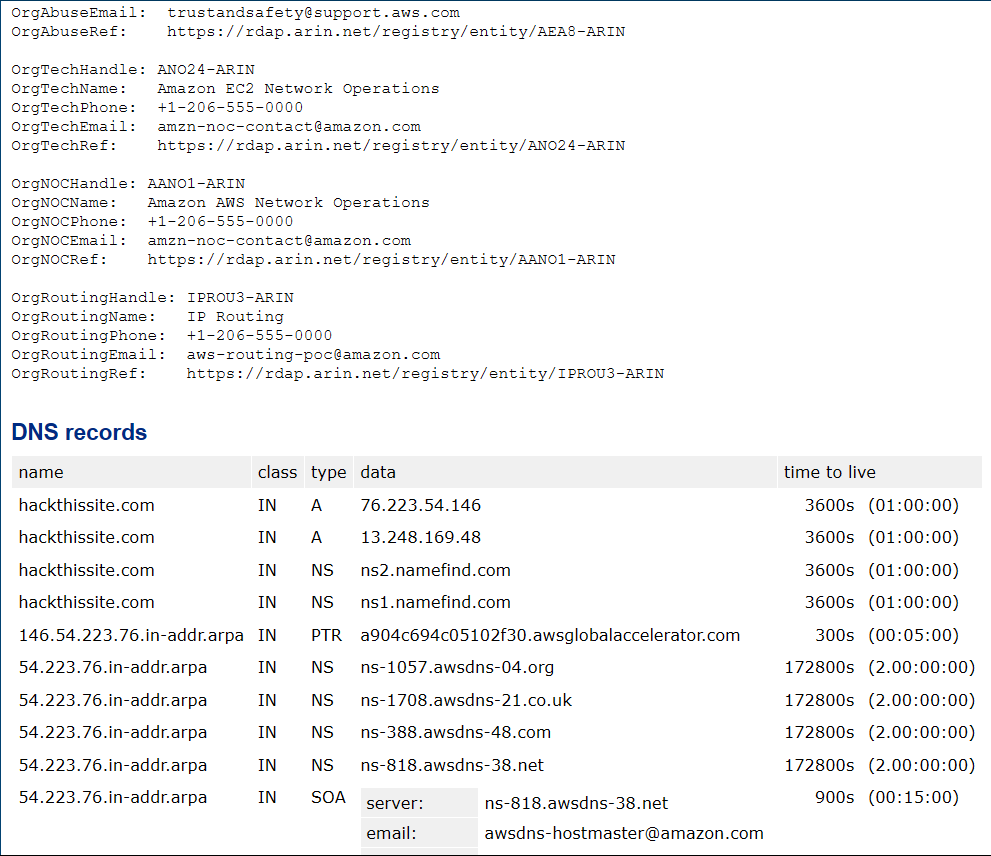 OrgAbuseEmail:  trustandsafety@support.aws.com
OrgAbuseRef:    https://rdap.arin.net/registry/entity/AEA8-ARIN
OrgTechHandle: ANO24-ARIN
OrgTechName:   Amazon EC2 Network Operations
OrgTechPhone:  +1-206-555-0000
OrgTechEmail:  amzn-noc-contact@amazon.com
OrgTechRef:    https://rdap.arin.net/registry/entity/ANO24-ARIN
OrgNOCHandle: AANO1-ARIN
OrgNOCName:   Amazon AWS Network Operations
OrgNOCPhone:  +1-206-555-0000
OrgNOCEmail:  amzn-noc-contact@amazon.com
OrgNOCRef:    https://rdap.arin.net/registry/entity/AANO1-ARIN
OrgRoutingHandle: IPROU3-ARIN
OrgRoutingName:   IP Routing
OrgRoutingPhone:  +1-206-555-0000
OrgRoutingEmail:  aws-routing-poc@amazon.com
OrgRoutingRef:    https://rdap.arin.net/registry/entity/IPROU3-ARIN
DNS records
name class type data time to live
hackthissite.com IN A 76.223.54.146 3600s (01:00:00)
hackthissite.com IN A 13.248.169.48 3600s (01:00:00)
hackthissite.com IN NS ns2.namefind.com 3600s (01:00:00)
hackthissite.com IN NS ns1.namefind.com 3600s (01:00:00)
146.54.223.76.in-addr.arpa IN PTR a904c694c05102f30.awsglobalaccelerator.com 300s (00:05:00)
54.223.76.in-addr.arpa IN NS ns-1057.awsdns-04.org 172800s (2.00:00:00)
54.223.76.in-addr.arpa IN NS ns-1708.awsdns-21.co.uk 172800s (2.00:00:00)
54.223.76.in-addr.arpa IN NS ns-388.awsdns-48.com 172800s (2.00:00:00)
54.223.76.in-addr.arpa IN NS ns-818.awsdns-38.net 172800s (2.00:00:00)
54.223.76.in-addr.arpa IN SOA server: ns-818.awsdns-38.net 900s (00:15:00)
email: awsdns-hostmaster@amazon.com